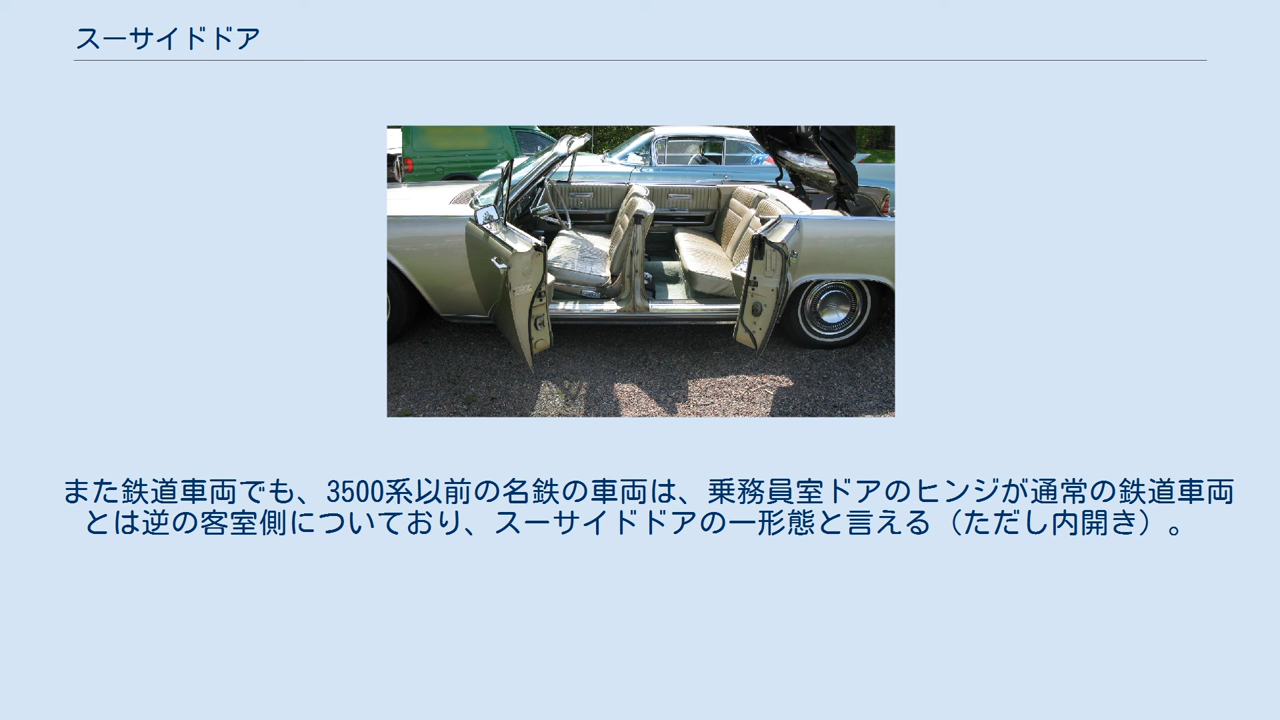 スーサイドドア
また鉄道車両でも、3500系以前の名鉄の車両は、乗務員室ドアのヒンジが通常の鉄道車両
とは逆の客室側についており、スーサイドドアの一形態と言える（ただし内開き）。